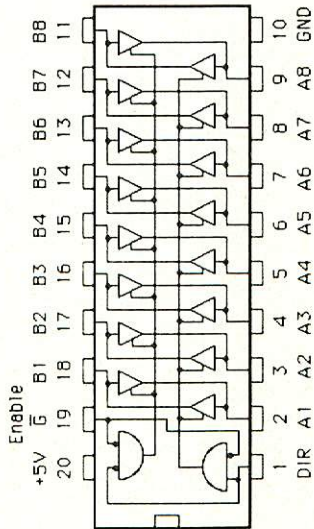 Enable
+5V G̅ B1 B2 B3 B4 B5 B6 B7 B8
20 19 18 17 16 15 14 13 12 11
1 2 3 4 5 6 7 8 9 10
DIR A1 A2 A3 A4 A5 A6 A7 A8 GND